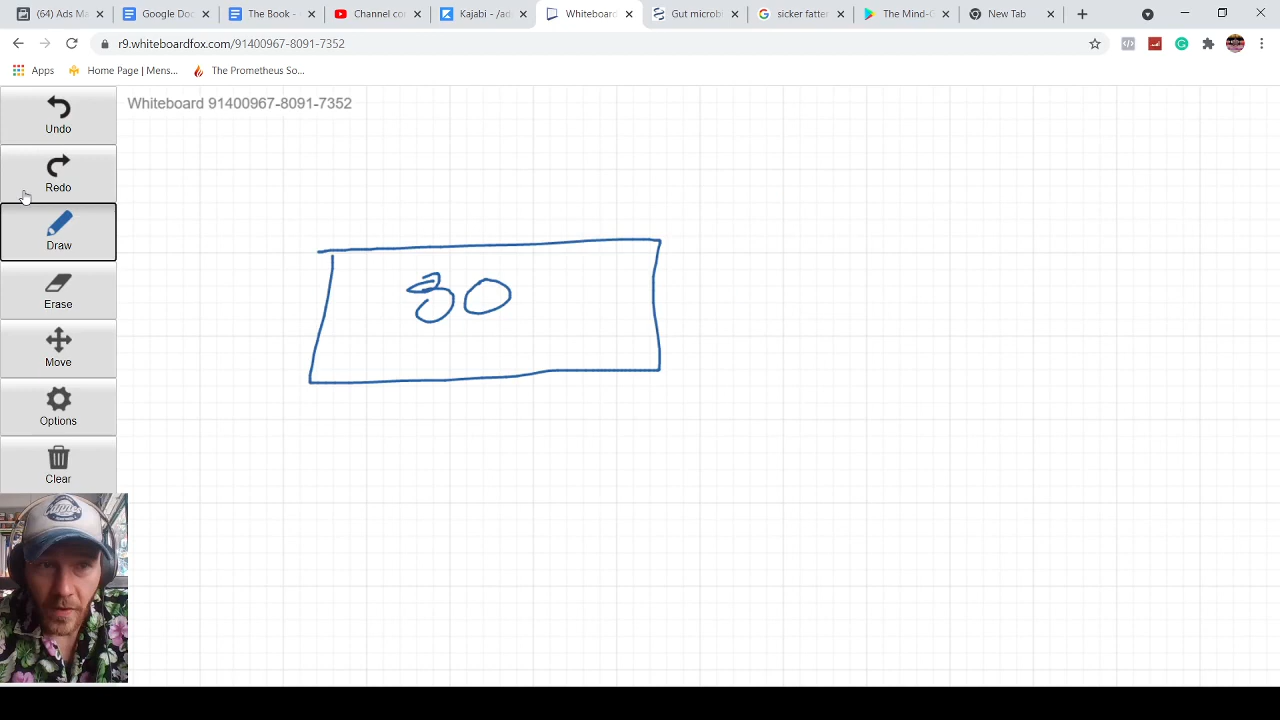 (64) Ads Ma
Google Doc
The Book -
Channel co
Kajabi - /ad
Whiteboard
Gut microb
sicker fatte
The Mind-C
New Tab
r9.whiteboardfox.com/91400967-8091-7352
Apps
Home Page | Mens...
The Prometheus So...
Whiteboard 91400967-8091-7352
Undo
Redo
Draw
Erase
Move
Options
Clear
30